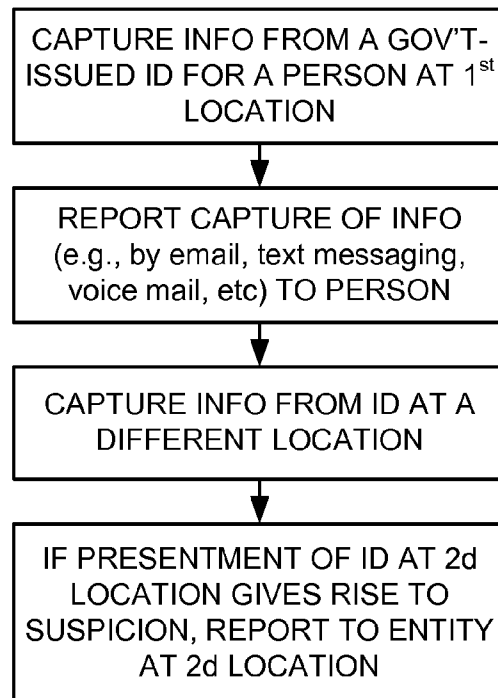 CAPTURE INFO FROM A GOV'T-
ISSUED ID FOR A PERSON AT 1st
LOCATION
REPORT CAPTURE OF INFO
(e.g., by email, text messaging,
voice mail, etc) TO PERSON
CAPTURE INFO FROM ID AT A
DIFFERENT LOCATION
IF PRESENTMENT OF ID AT 2d
LOCATION GIVES RISE TO
SUSPICION, REPORT TO ENTITY
AT 2d LOCATION